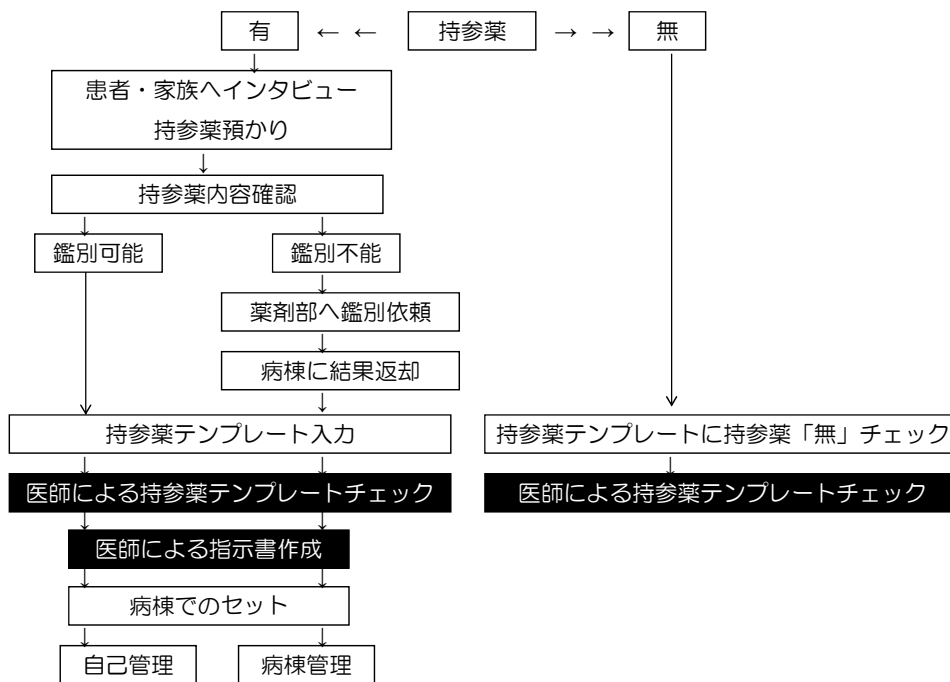 有 ← ← 持参薬 → → 無
患者・家族へインタビュー
持参薬預かり
持参薬内容確認
鑑別可能 鑑別不能
薬剤部へ鑑別依頼
病棟に結果返却
持参薬テンプレート入力 持参薬テンプレートに持参薬「無」チェック
医師による持参薬テンプレートチェック 医師による持参薬テンプレートチェック
医師による指示書作成
病棟でのセット
自己管理 病棟管理